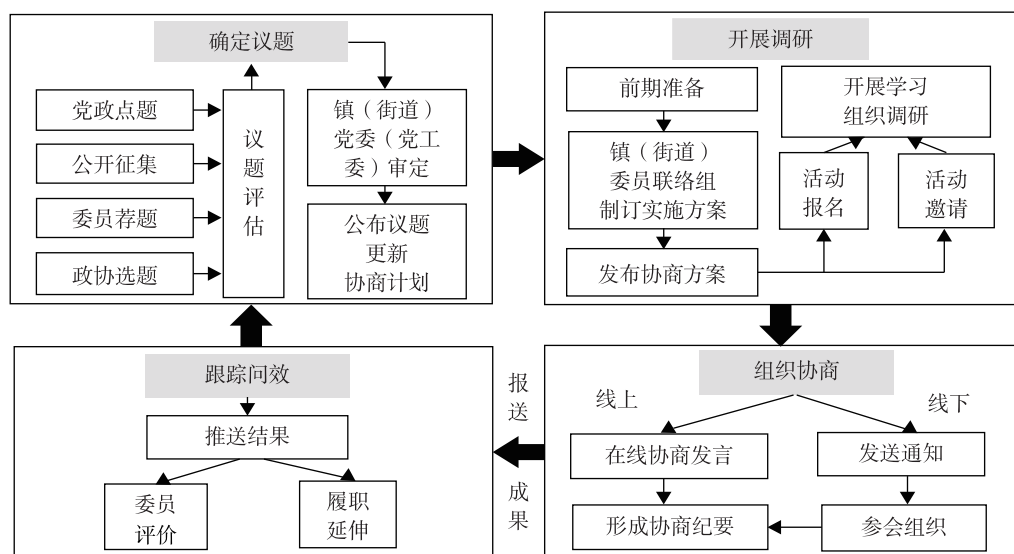 确定议题
党政点题
公开征集
委员荐题
政协选题
议
题
评
估
镇（街道）
党委（党工
委）审定
公布议题
更新
协商计划
开展调研
前期准备
镇（街道）
委员联络组
制订实施方案
发布协商方案
开展学习
组织调研
活动
报名
活动
邀请
组织协商
线上
线下
在线协商发言
形成协商纪要
发送通知
参会组织
报
送
成
果
跟踪问效
推送结果
委员
评价
履职
延伸